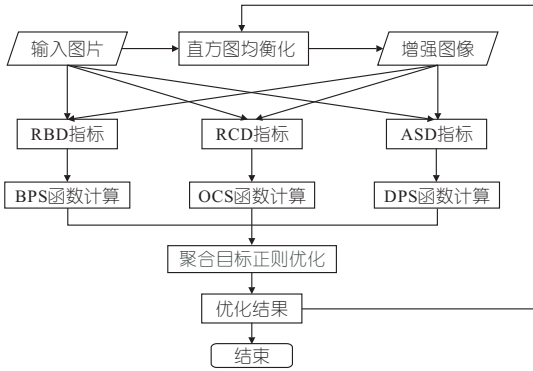 输入图片
直方图均衡化
增强图像
RBD指标
RCD指标
ASD指标
BPS函数计算
OCS函数计算
DPS函数计算
聚合目标正则优化
优化结果
结束